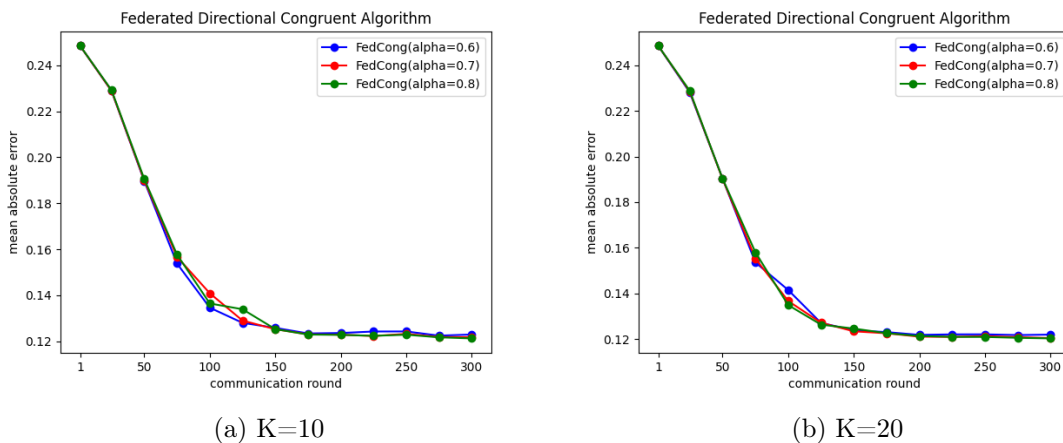 Federated Directional Congruent Algorithm
FedCong(alpha=0.6)
FedCong(alpha=0.7)
FedCong(alpha=0.8)
mean absolute error
0.24
0.22
0.20
0.18
0.16
0.14
0.12
1 50 100 150 200 250 300
communication round
(a) K=10
Federated Directional Congruent Algorithm
FedCong(alpha=0.6)
FedCong(alpha=0.7)
FedCong(alpha=0.8)
mean absolute error
0.24
0.22
0.20
0.18
0.16
0.14
0.12
1 50 100 150 200 250 300
communication round
(b) K=20